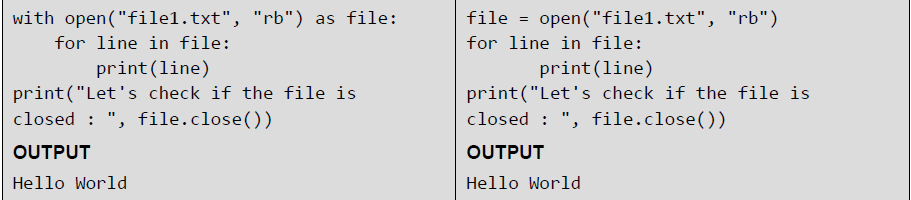 with open("file1.txt", "rb") as file:
    for line in file:
        print(line)
print("Let's check if the file is
closed : ", file.close())
OUTPUT
Hello World
file = open("file1.txt", "rb")
for line in file:
       print(line)
print("Let's check if the file is
closed : ", file.close())
OUTPUT
Hello World